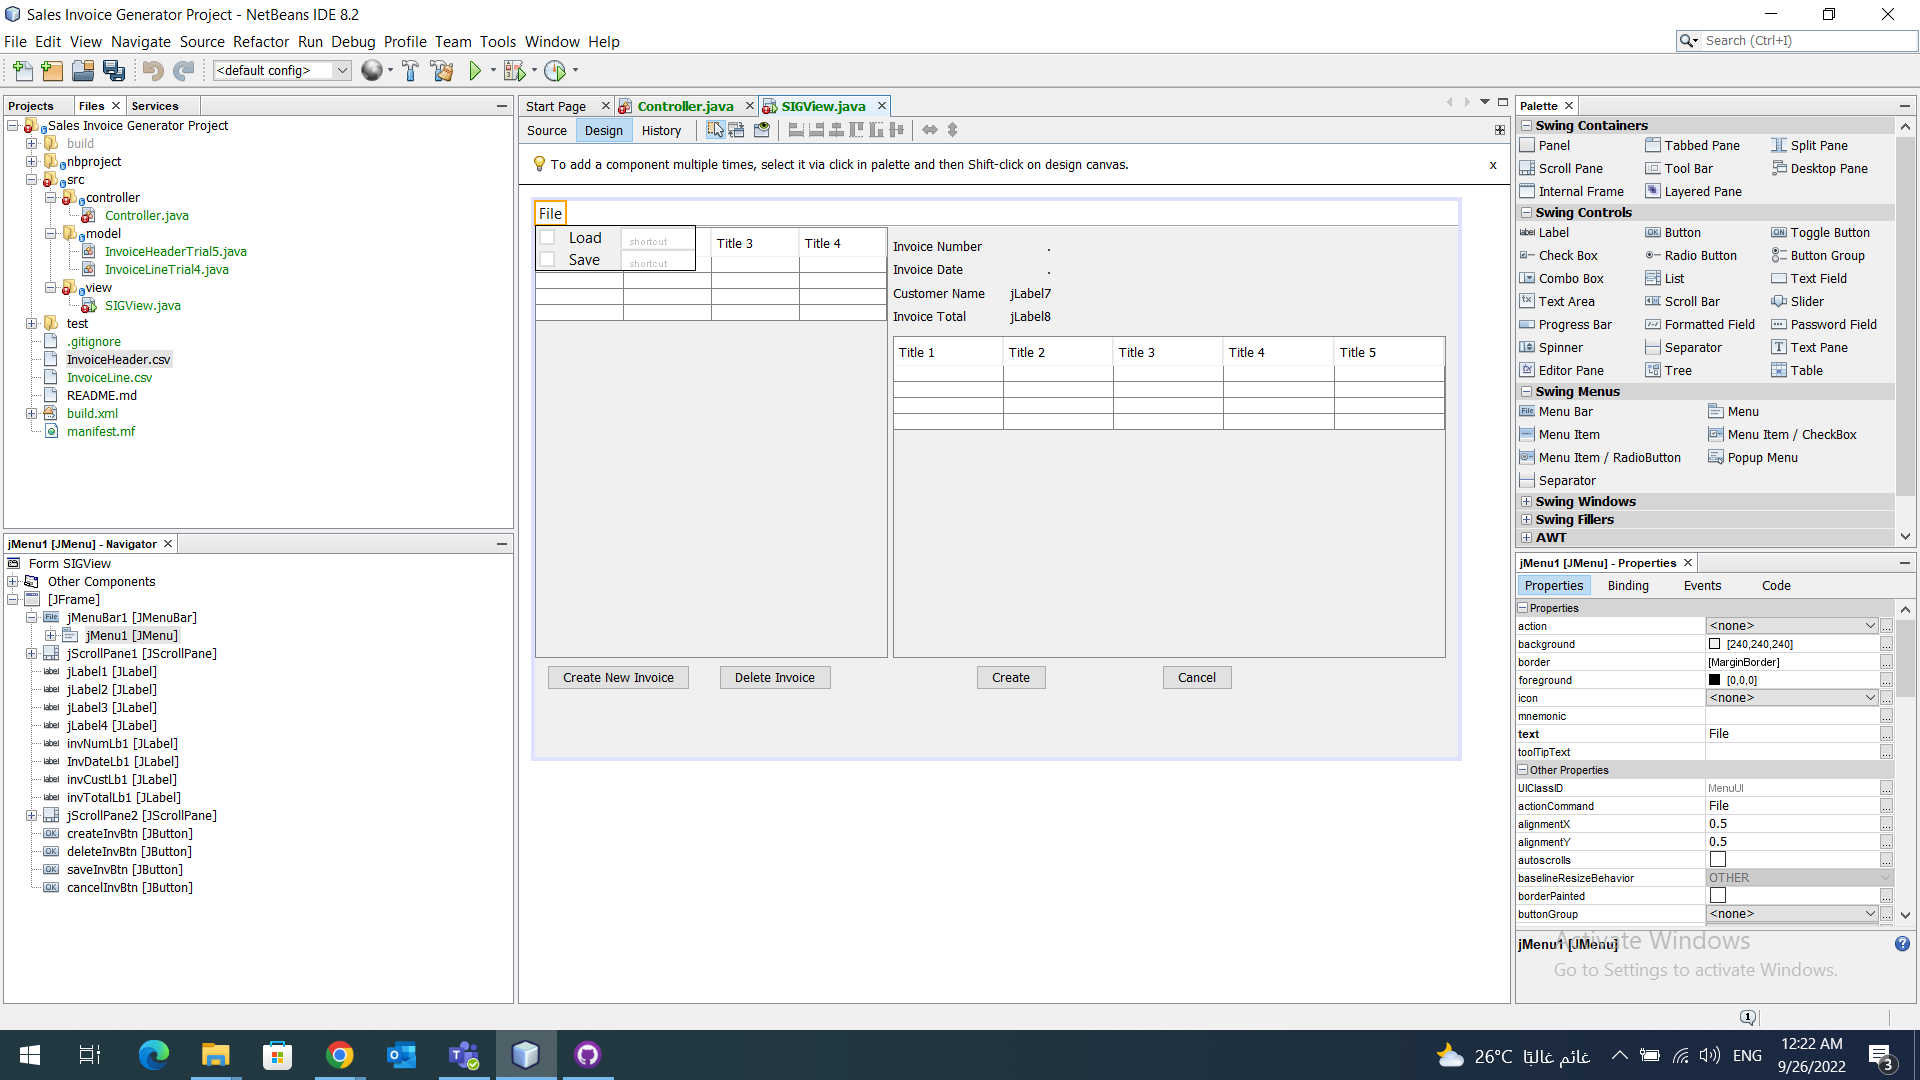 Sales Invoice Generator Project - NetBeans IDE 8.2
File Edit View Navigate Source Refactor Run Debug Profile Team Tools Window Help
Search (Ctrl+I)
<default config>
Projects Files Services
Sales Invoice Generator Project
build
nbproject
src
controller
Controller.java
model
InvoiceHeaderTrial5.java
InvoiceLineTrial4.java
view
SIGView.java
test
.gitignore
InvoiceHeader.csv
InvoiceLine.csv
README.md
build.xml
manifest.mf
jMenu1 [JMenu] - Navigator
Form SIGView
Other Components
[JFrame]
jMenuBar1 [JMenuBar]
jMenu1 [JMenu]
jScrollPane1 [JScrollPane]
jLabel1 [JLabel]
jLabel2 [JLabel]
jLabel3 [JLabel]
jLabel4 [JLabel]
invNumLb1 [JLabel]
InvDateLb1 [JLabel]
invCustLb1 [JLabel]
invTotalLb1 [JLabel]
jScrollPane2 [JScrollPane]
createInvBtn [JButton]
deleteInvBtn [JButton]
saveInvBtn [JButton]
cancelInvBtn [JButton]
Start Page Controller.java SIGView.java
Source Design History
To add a component multiple times, select it via click in palette and then Shift-click on design canvas. x
File
Load shortcut
Save shortcut
Title 3 Title 4
Invoice Number .
Invoice Date .
Customer Name jLabel7
Invoice Total jLabel8
Title 1 Title 2 Title 3 Title 4 Title 5
Create New Invoice Delete Invoice Create Cancel
Palette
Swing Containers
Panel Tabbed Pane Split Pane
Scroll Pane Tool Bar Desktop Pane
Internal Frame Layered Pane
Swing Controls
Label Button Toggle Button
Check Box Radio Button Button Group
Combo Box List Text Field
Text Area Scroll Bar Slider
Progress Bar Formatted Field Password Field
Spinner Separator Text Pane
Editor Pane Tree Table
Swing Menus
Menu Bar Menu
Menu Item Menu Item / CheckBox
Menu Item / RadioButton Popup Menu
Separator
Swing Windows
Swing Fillers
AWT
jMenu1 [JMenu] - Properties
Properties Binding Events Code
Properties
action <none>
background [240,240,240]
border [MarginBorder]
foreground [0,0,0]
icon <none>
mnemonic
text File
toolTipText
Other Properties
UIClassID MenuUI
actionCommand File
alignmentX 0.5
alignmentY 0.5
autoscrolls
baselineResizeBehavior OTHER
borderPainted
buttonGroup <none>
jMenu1 [JMenu]
Activate Windows
Go to Settings to activate Windows.
26°C غائم غالبًا ENG
12:22 AM
9/26/2022
3